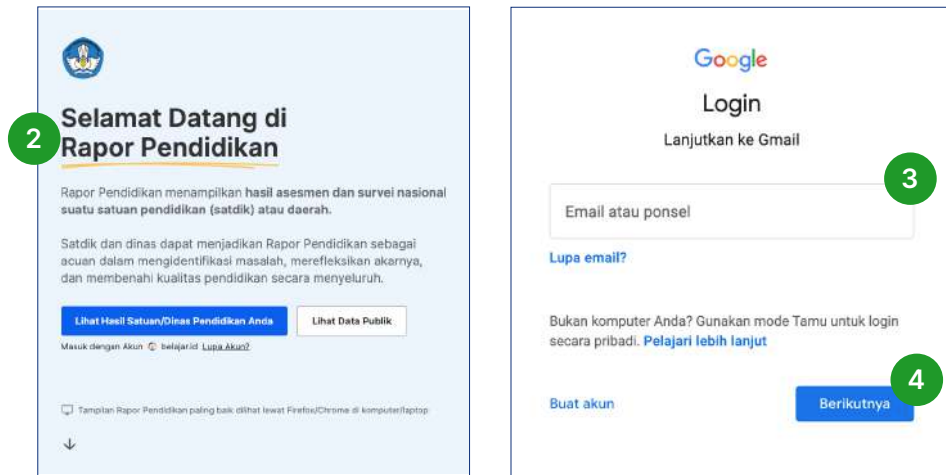 2
Selamat Datang di
Rapor Pendidikan
Rapor Pendidikan menampilkan hasil asesmen dan survei nasional
suatu satuan pendidikan (satdik) atau daerah.
Satdik dan dinas dapat menjadikan Rapor Pendidikan sebagai
acuan dalam mengidentifikasi masalah, merefleksikan akarnya,
dan membenahi kualitas pendidikan secara menyeluruh.
Lihat Hasil Satuan/Dinas Pendidikan Anda
Lihat Data Publik
Masuk dengan Akun belajar.id Lupa Akun?
Tampilan Rapor Pendidikan paling baik dilihat lewat Firefox/Chrome di komputer/laptop
Google
Login
Lanjutkan ke Gmail
3
Email atau ponsel
Lupa email?
Bukan komputer Anda? Gunakan mode Tamu untuk login
secara pribadi. Pelajari lebih lanjut
4
Buat akun
Berikutnya